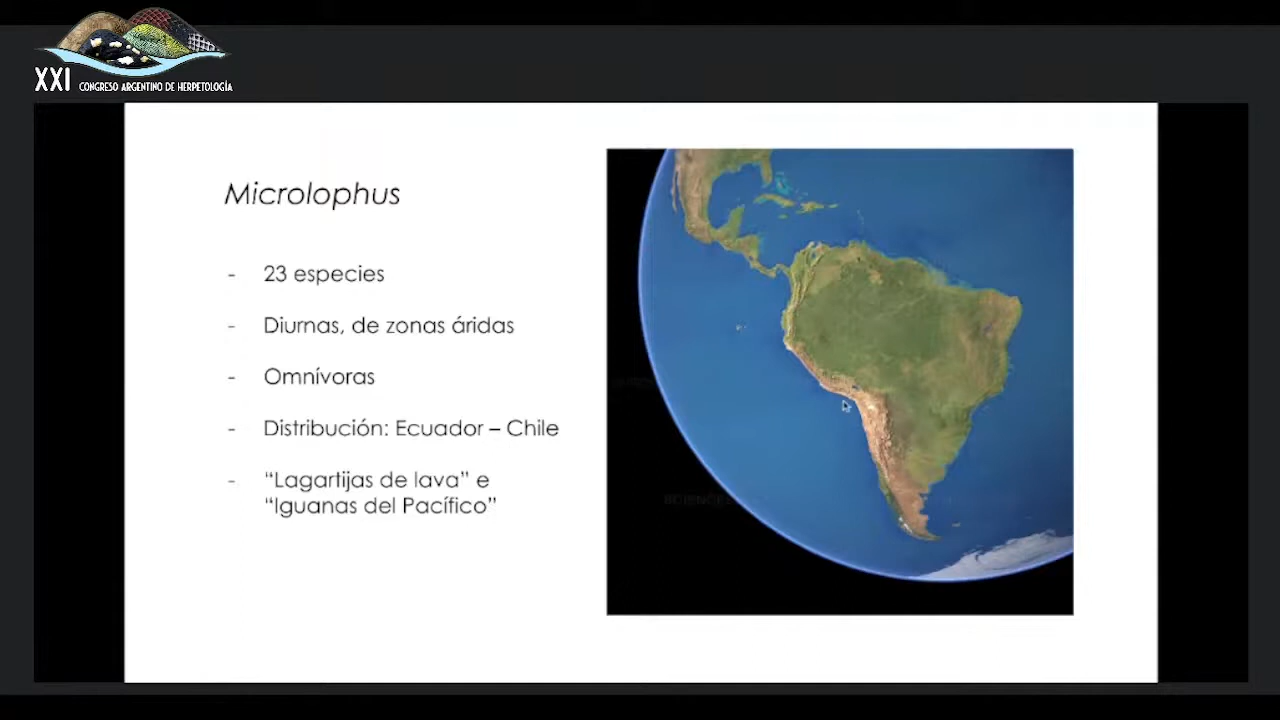 XXI CONGRESO ARGENTINO DE HERPETOLOGÍA
Microlophus
- 23 especies
- Diurnas, de zonas áridas
- Omnívoras
- Distribución: Ecuador – Chile
- “Lagartijas de lava” e
“Iguanas del Pacífico”